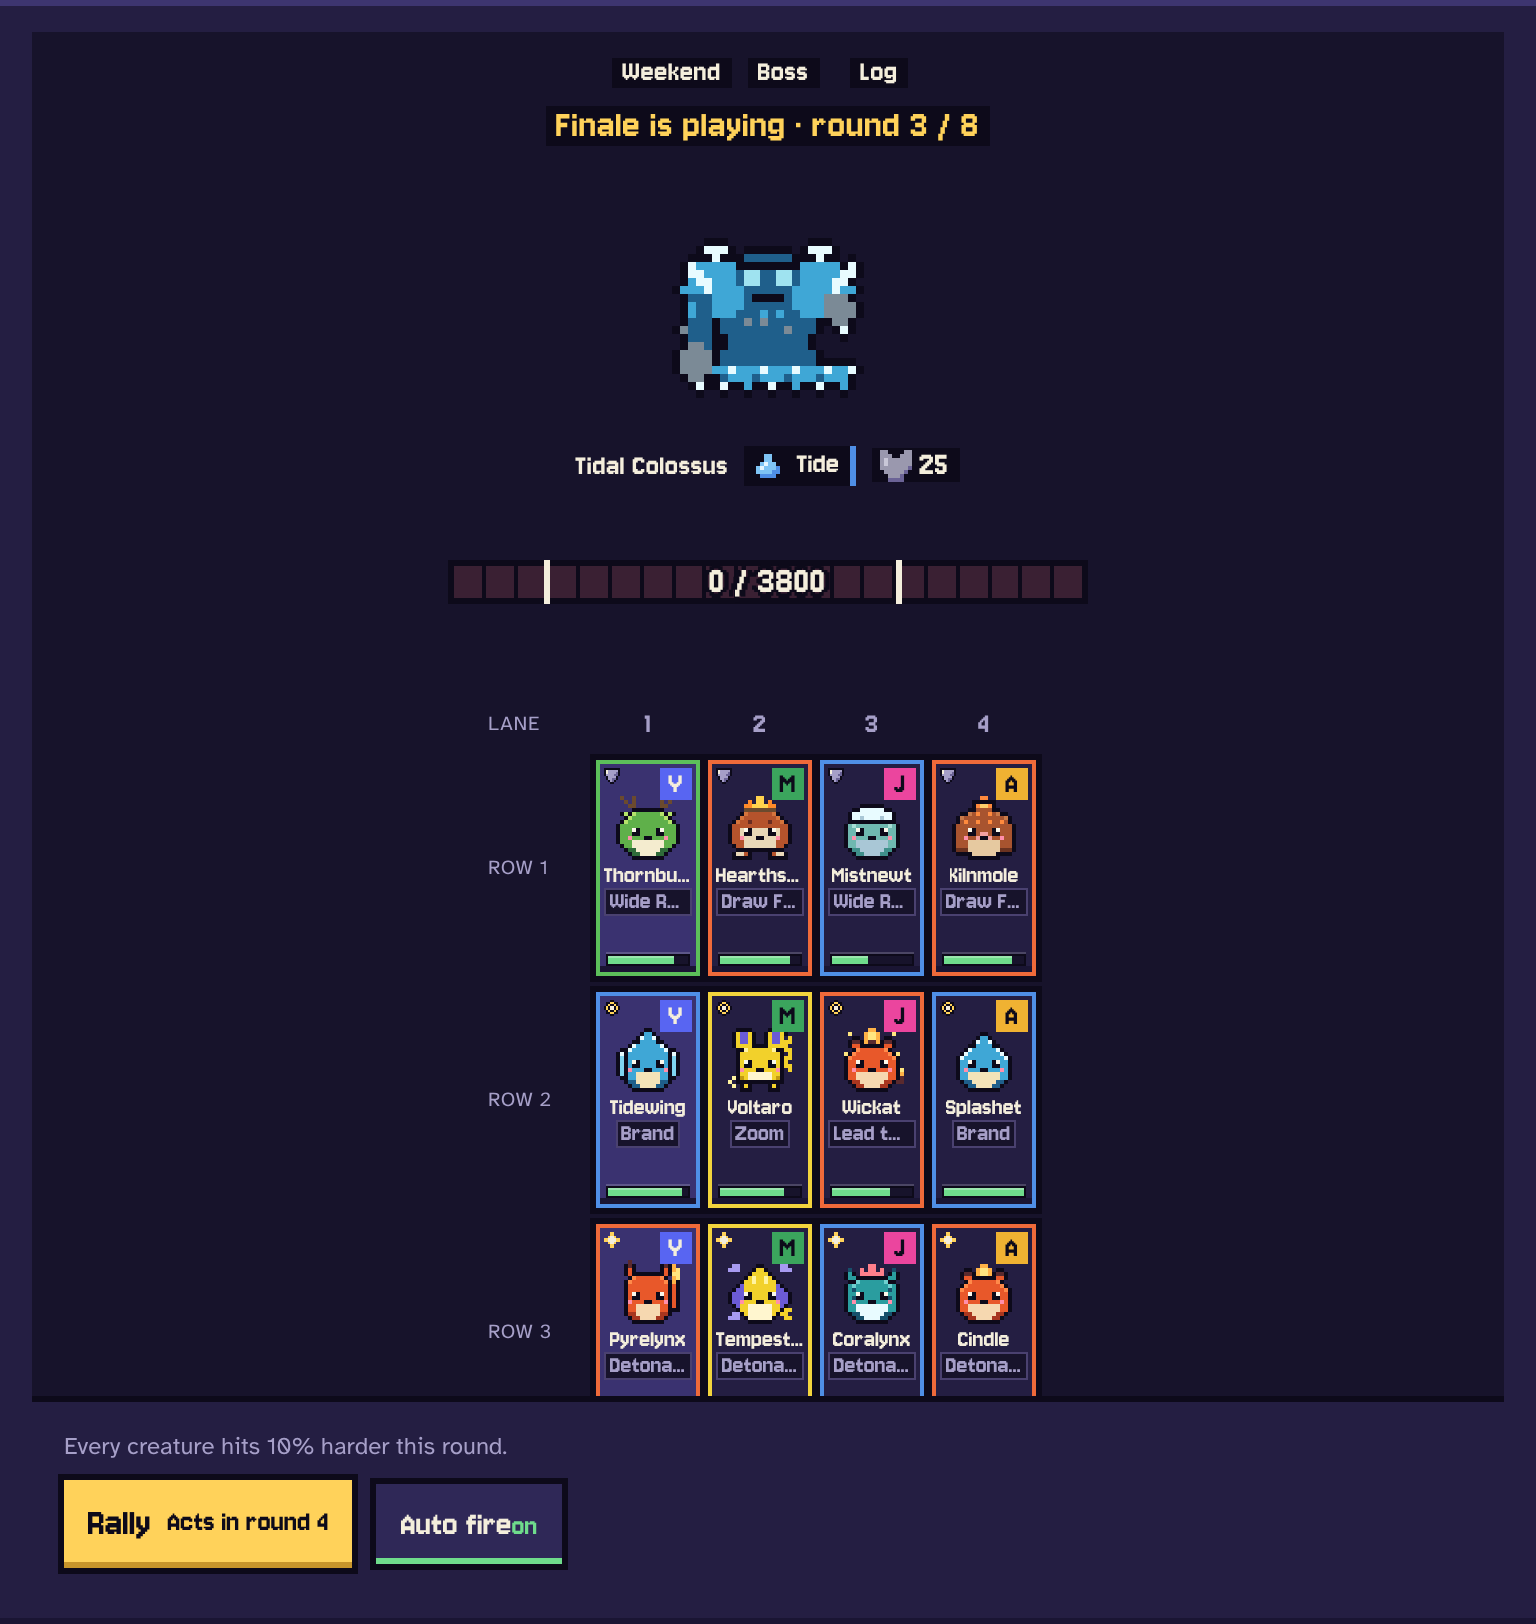 Weekend Boss Log
Finale is playing · round 3 / 8
Tidal Colossus Tide 25
0 / 3800
LANE 1 2 3 4
Y M J A
ROW 1
Thornbu... Hearths... Mistnewt Kilnmole
Wide R... Draw F... Wide R... Draw F...
Y M J A
ROW 2
Tidewing Voltaro Wickat Splashet
Brand Zoom Lead t... Brand
Y M J A
ROW 3
Pyrelynx Tempest... Coralynx Cindle
Detona... Detona... Detona... Detona...
Every creature hits 10% harder this round.
Rally Acts in round 4 Auto fire on